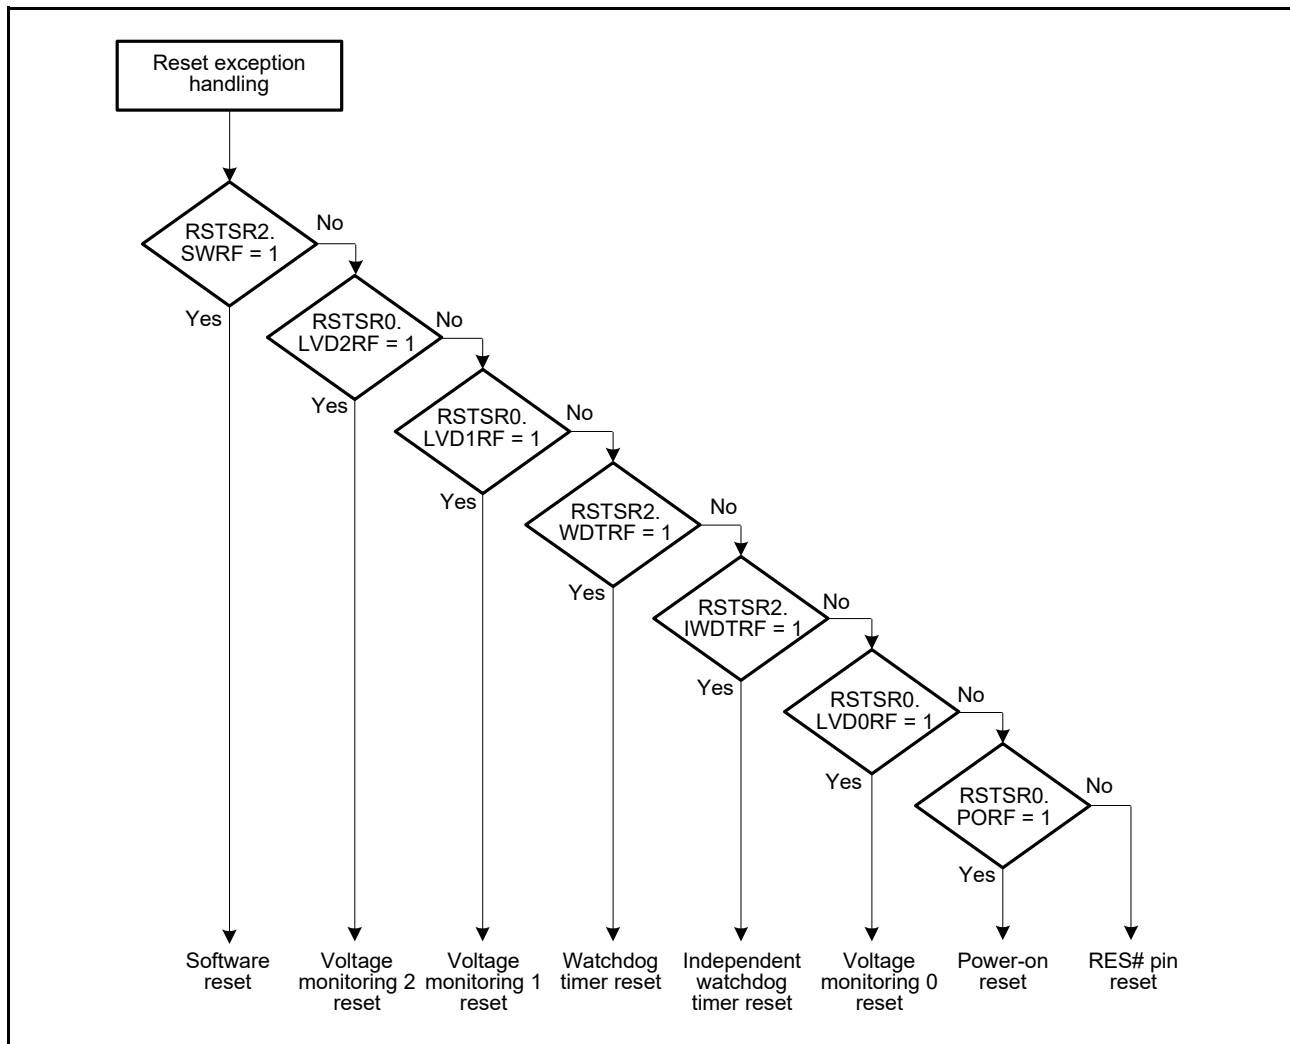 Reset exception
handling
RSTSR2.
SWRF = 1
No
Yes
RSTSR0.
LVD2RF = 1
No
Yes
RSTSR0.
LVD1RF = 1
No
Yes
RSTSR2.
WDTRF = 1
No
Yes
RSTSR2.
IWDTRF = 1
No
Yes
RSTSR0.
LVD0RF = 1
No
Yes
RSTSR0.
PORF = 1
No
Yes
Software
reset
Voltage
monitoring 2
reset
Voltage
monitoring 1
reset
Watchdog
timer reset
Independent
watchdog
timer reset
Voltage
monitoring 0
reset
Power-on
reset
RES# pin
reset